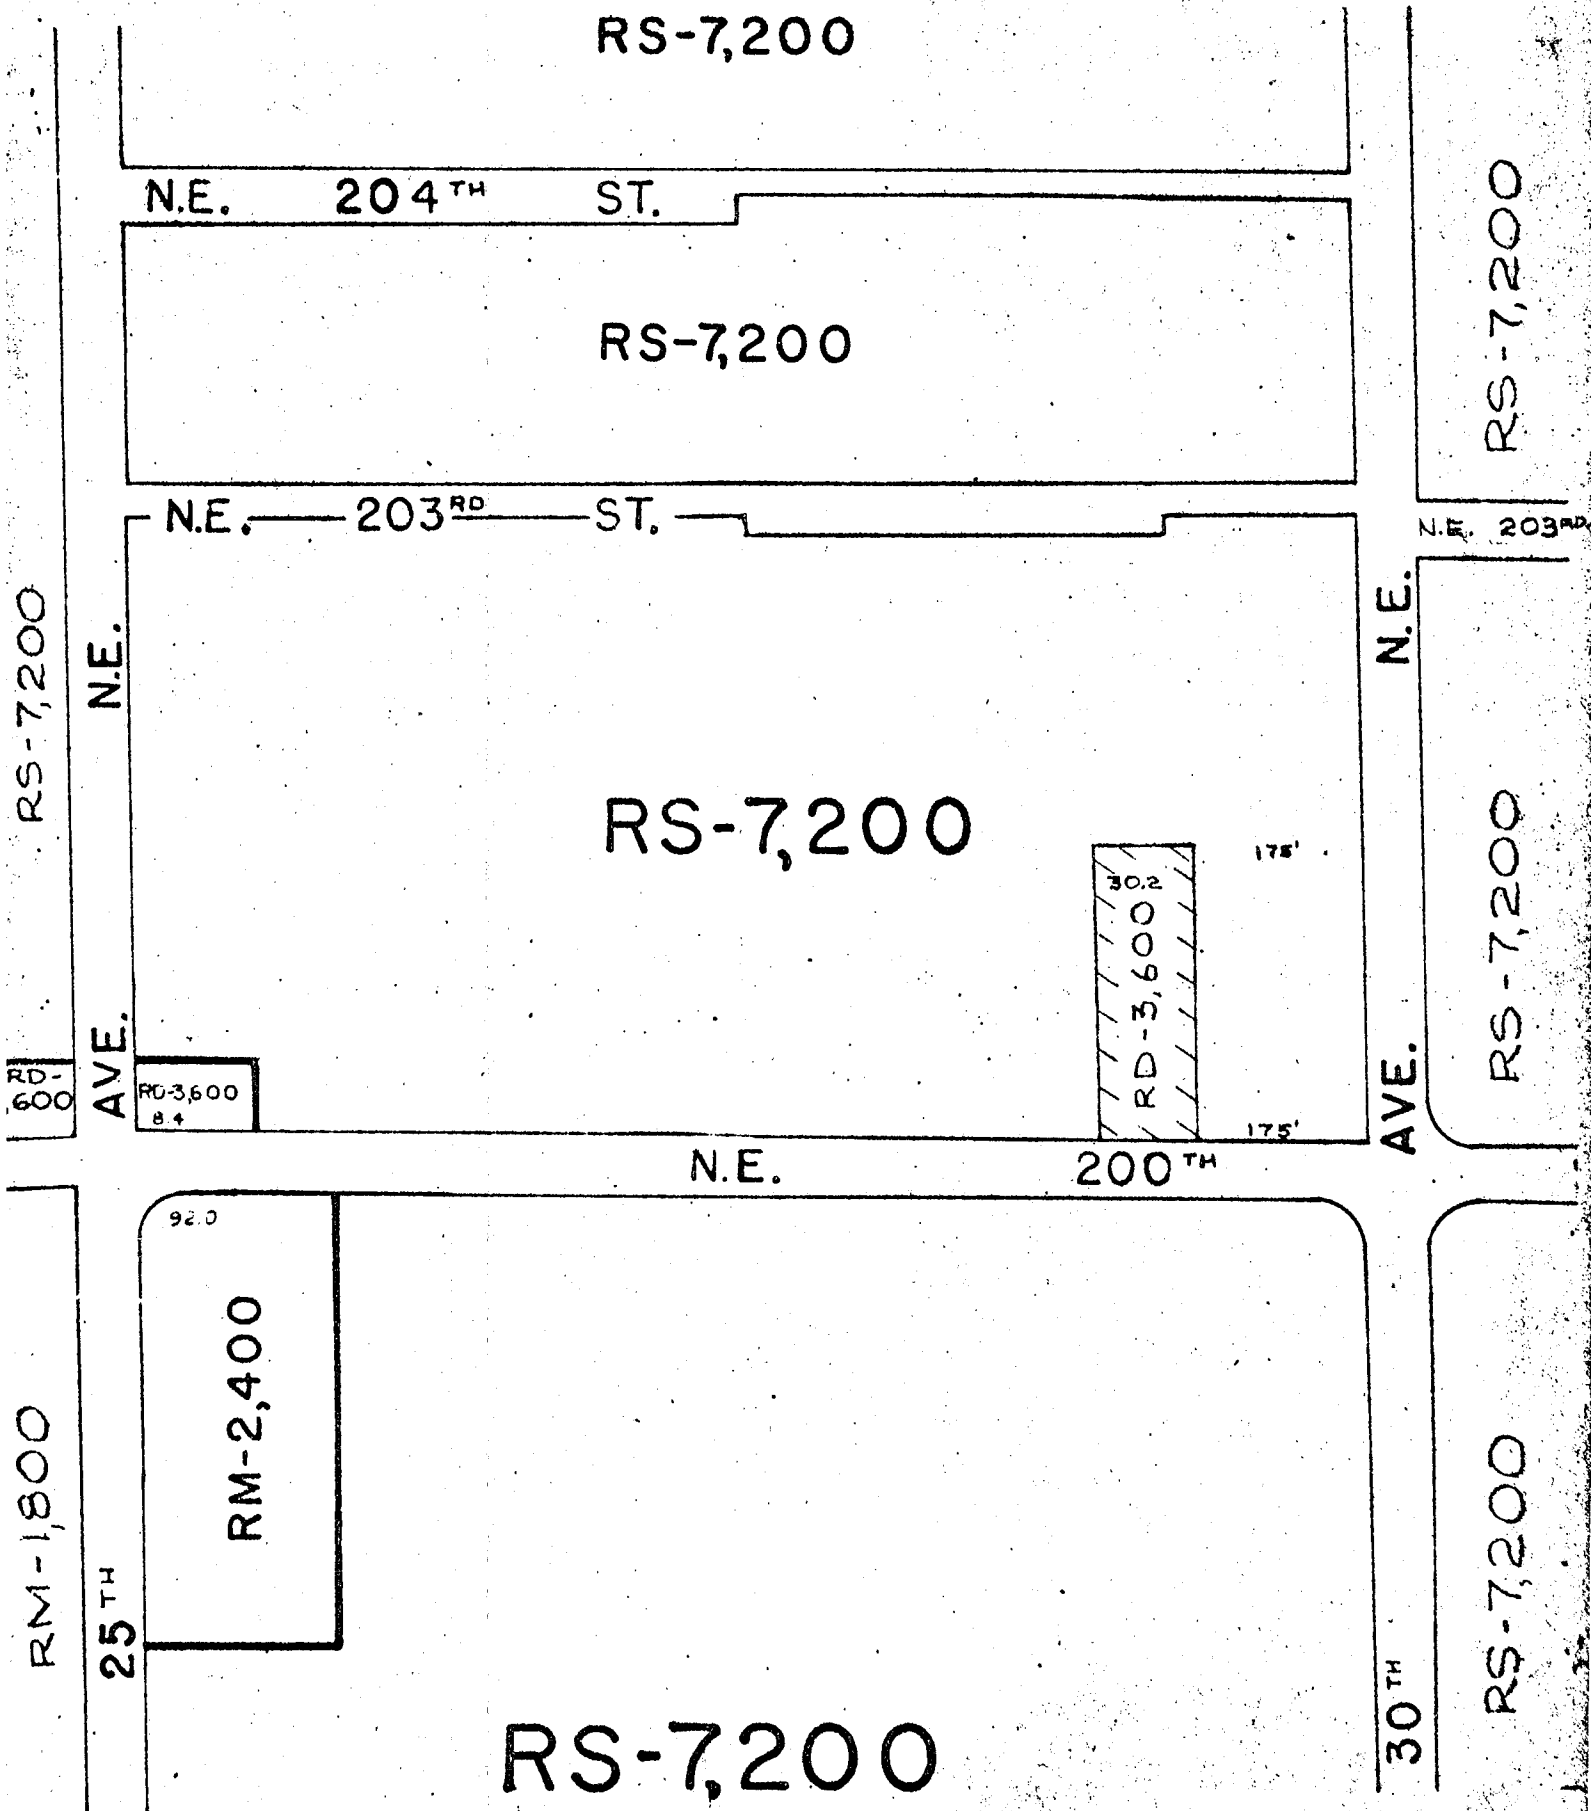 RS-7,200
N.E. 204TH ST.
RS-7,200
RS-7,200
N.E. 203RD ST.
N.E. 203RD
RS-7,200
N.E.
N.E.
RS-7,200
RS-7,200
175'
30.2
RD-3,600
AVE.
AVE.
RD-
,600
RD-3,600
8.4
175'
N.E. 200TH
92.0
RM-2,400
RM-1,800
RS-7,200
25TH
30TH
RS-7,200